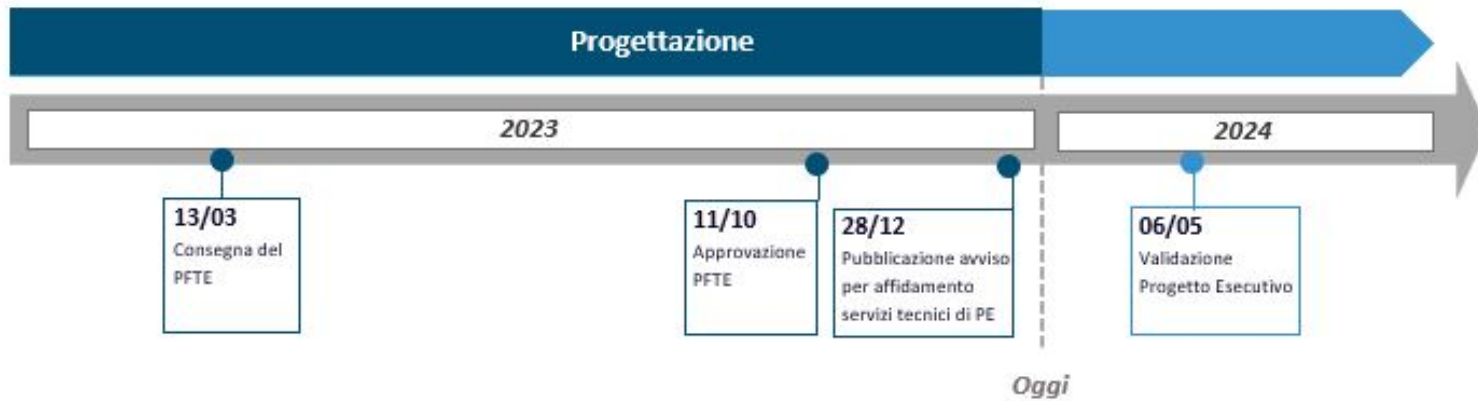 Progettazione
2023
2024
13/03
Consegna del
PFTE
11/10
Approvazione
PFTE
28/12
Pubblicazione avviso
per affidamento
servizi tecnici di PE
06/05
Validazione
Progetto Esecutivo
Oggi